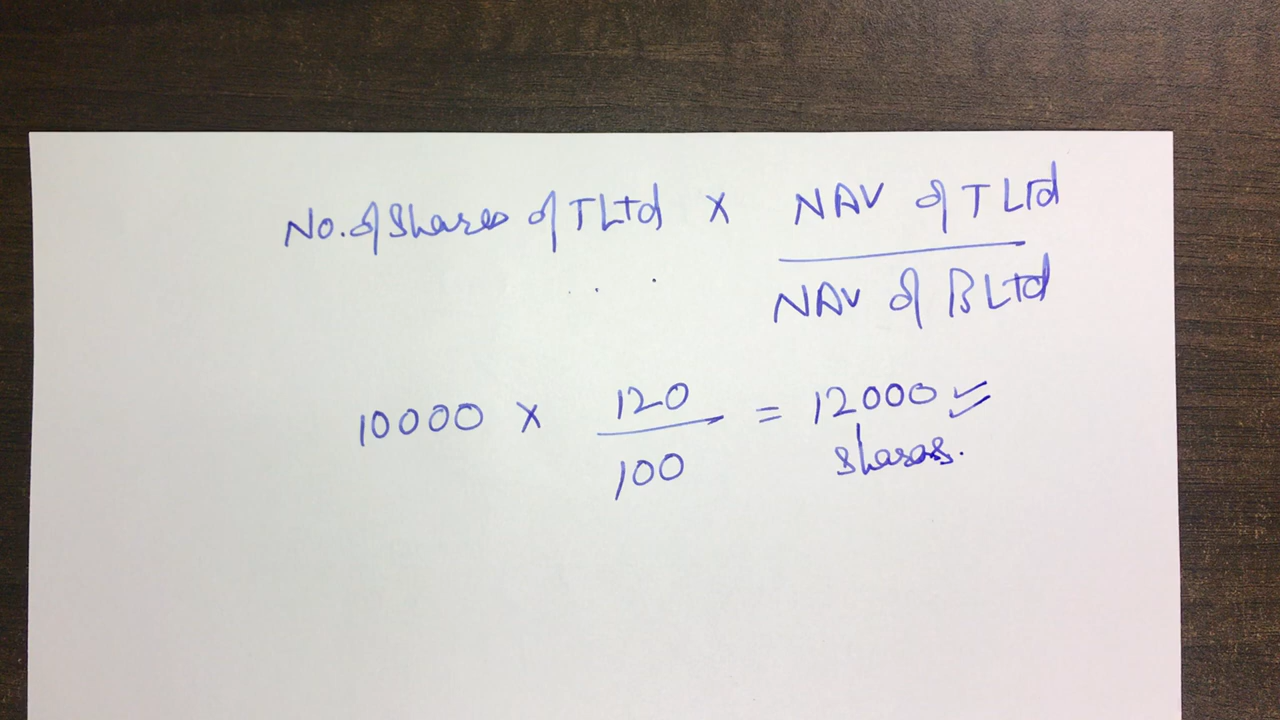 No. of Shares of T Ltd X NAV of T Ltd
NAV of B Ltd
10000 X 120 = 12000
100 shares.